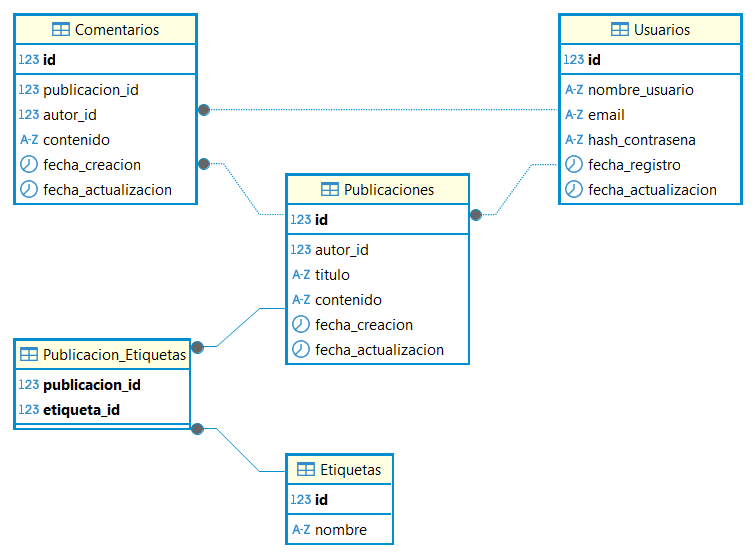 Comentarios
123 id
123 publicacion_id
123 autor_id
A-Z contenido
fecha_creacion
fecha_actualizacion
Usuarios
123 id
A-Z nombre_usuario
A-Z email
A-Z hash_contrasena
fecha_registro
fecha_actualizacion
Publicaciones
123 id
123 autor_id
A-Z titulo
A-Z contenido
fecha_creacion
fecha_actualizacion
Publicacion_Etiquetas
123 publicacion_id
123 etiqueta_id
Etiquetas
123 id
A-Z nombre